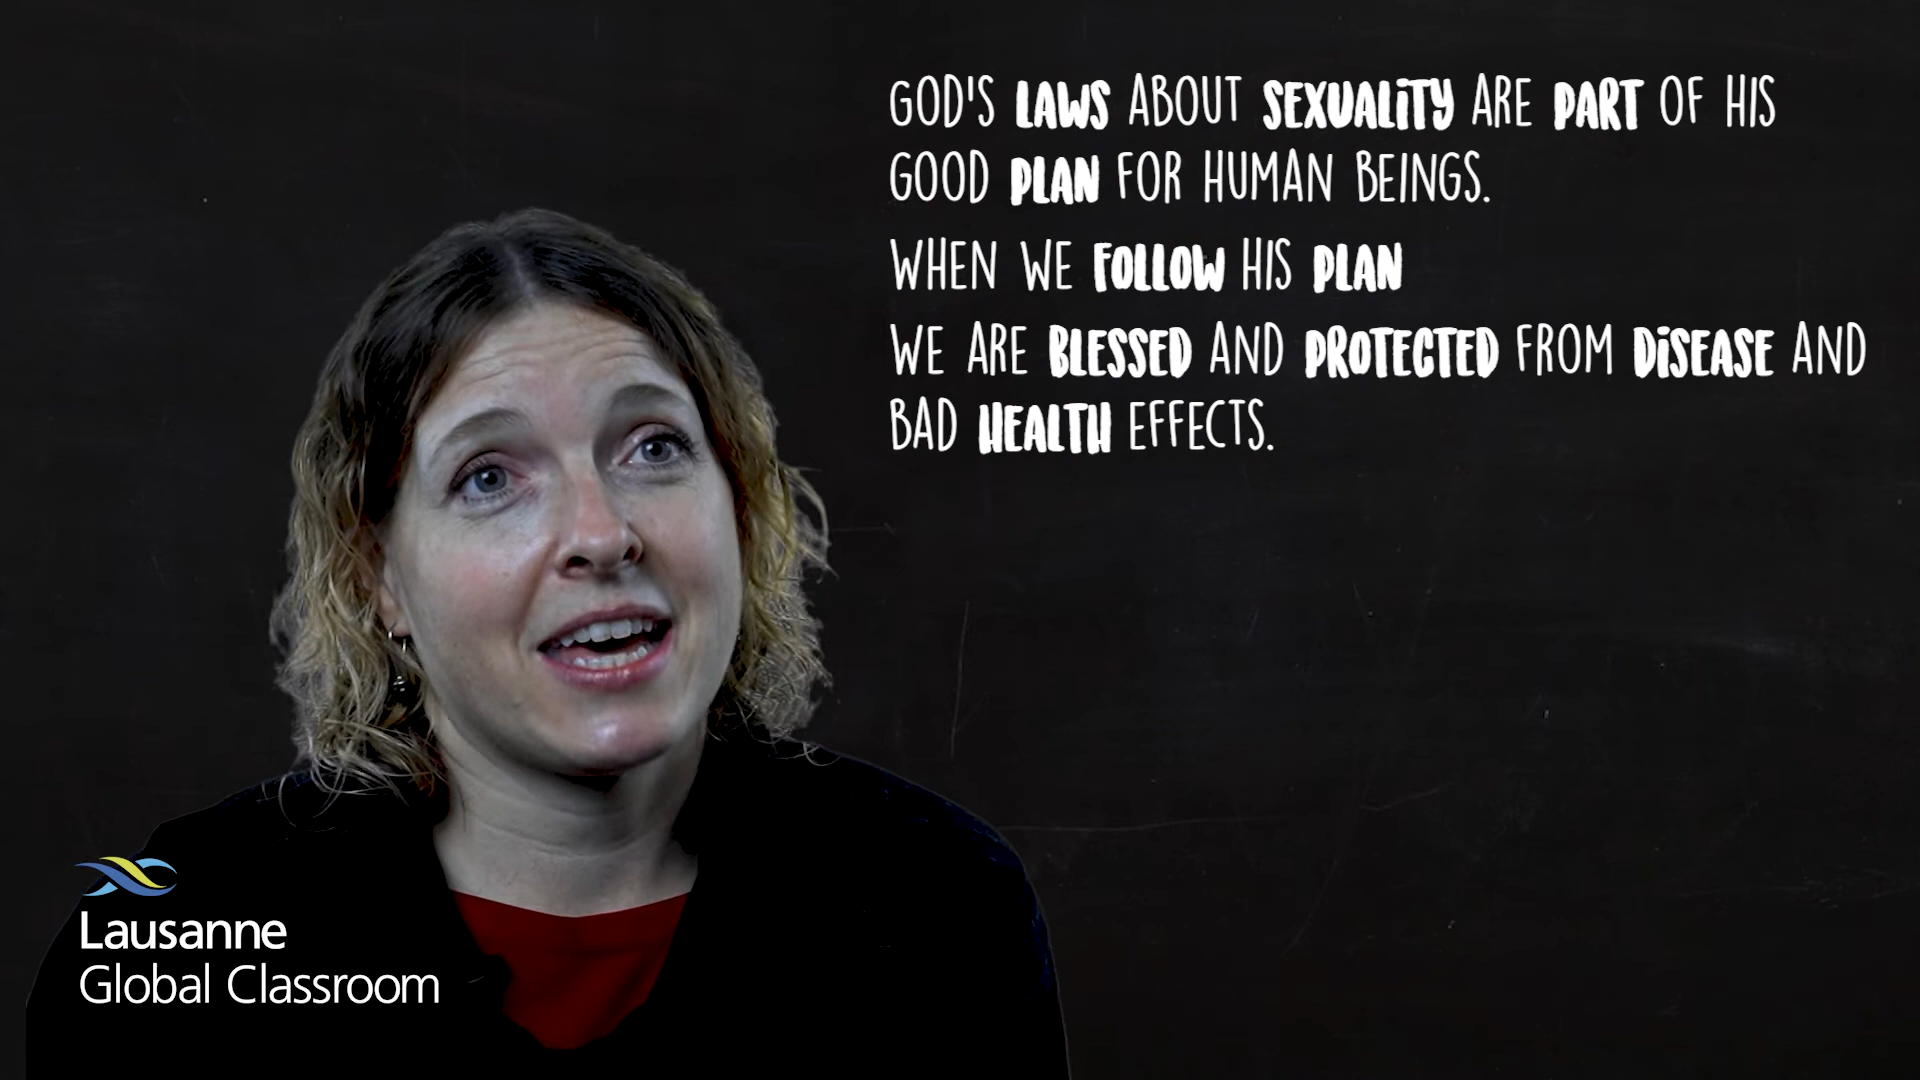 GOD'S LAWS ABOUT SEXUALITY ARE PART OF HIS
GOOD PLAN FOR HUMAN BEINGS.
WHEN WE FOLLOW HIS PLAN
WE ARE BLESSED AND PROTECTED FROM DISEASE AND
BAD HEALTH EFFECTS.
Lausanne
Global Classroom